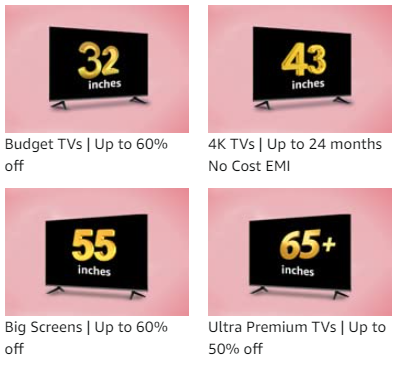 32
inches
Budget TVs | Up to 60%
off
43
inches
4K TVs | Up to 24 months
No Cost EMI
55
inches
Big Screens | Up to 60%
off
65+
inches
Ultra Premium TVs | Up to
50% off